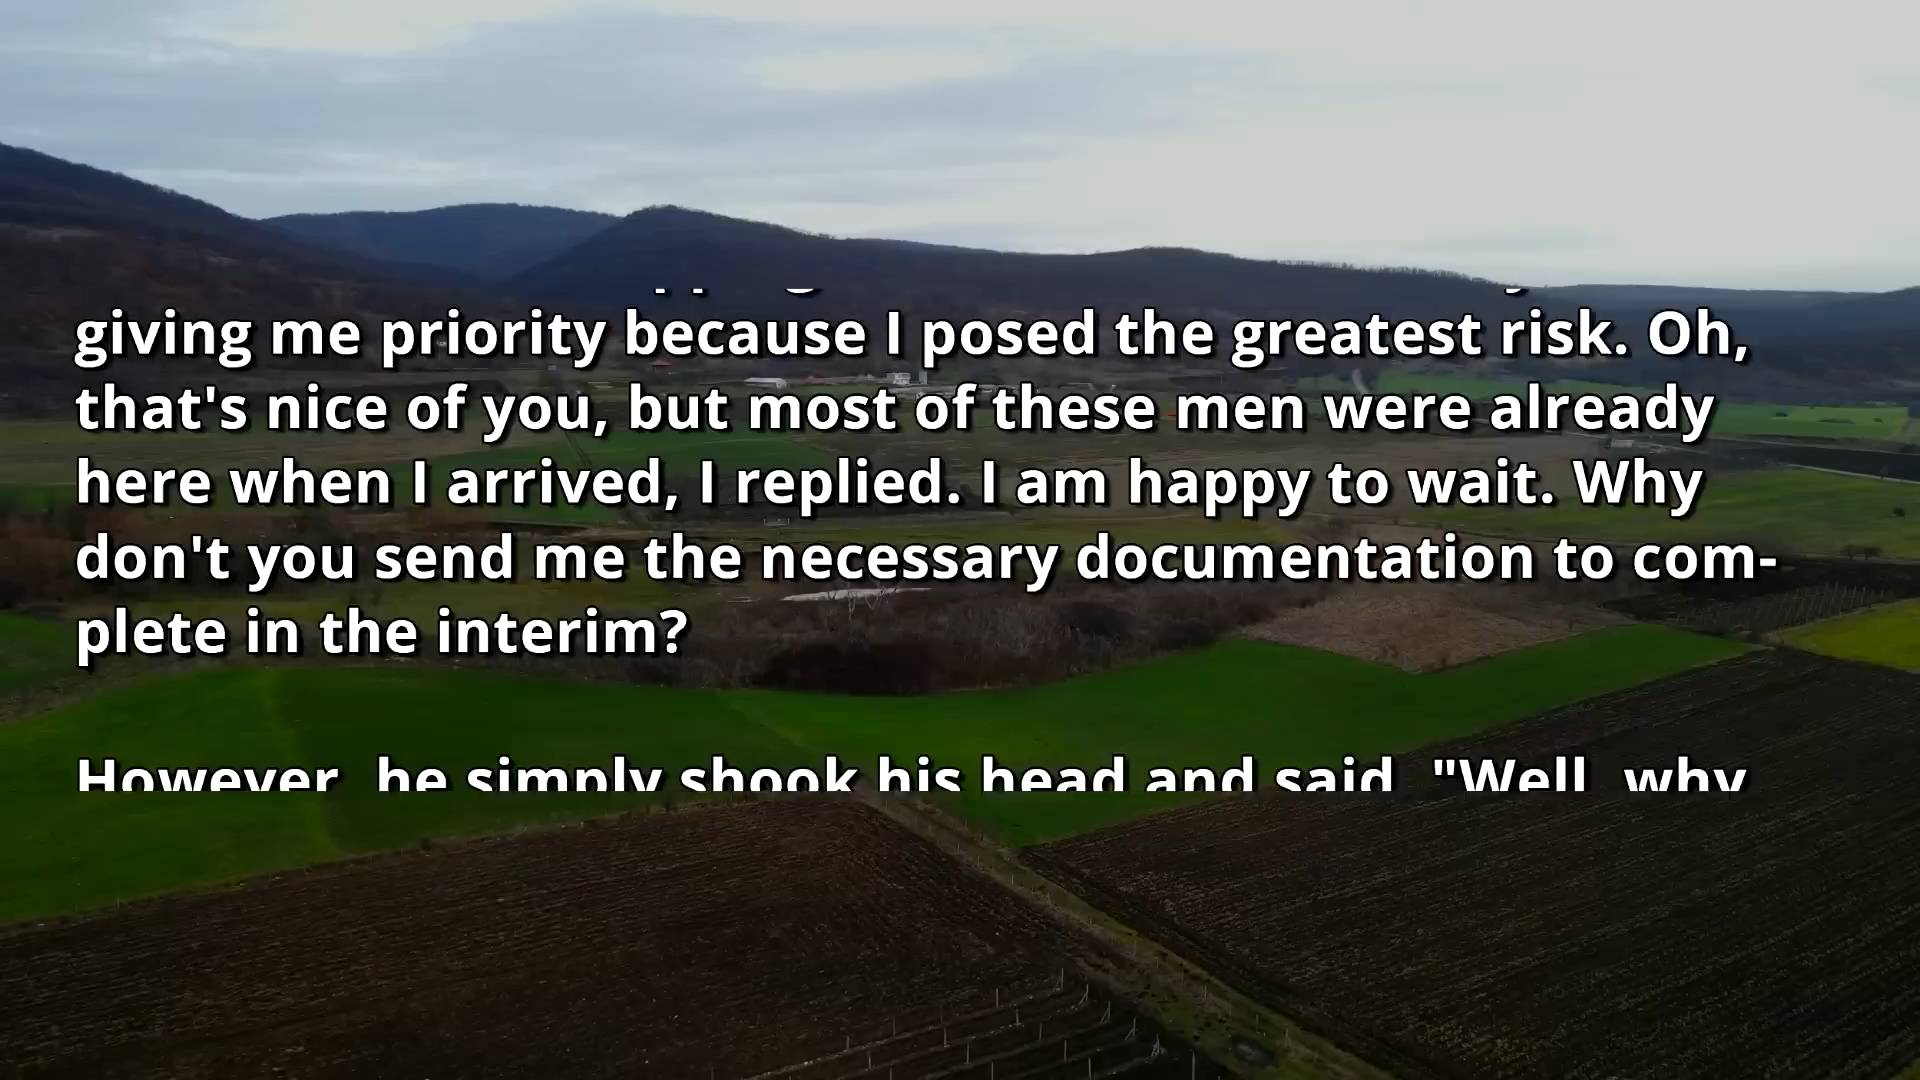 giving me priority because I posed the greatest risk. Oh,
that's nice of you, but most of these men were already
here when I arrived, I replied. I am happy to wait. Why
don't you send me the necessary documentation to com-
plete in the interim?
However, he simply shook his head and said, "Well, why